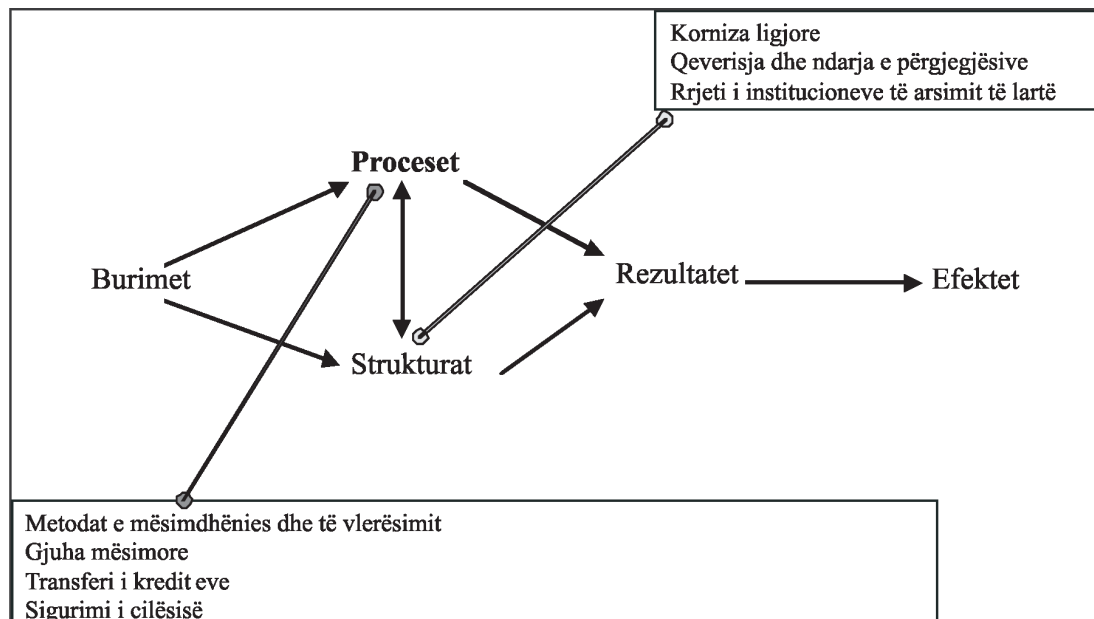 Korniza ligjore
Qeverisja dhe ndarja e përgjegjësive
Rrjeti i institucioneve të arsimit të lartë
Proceset
Burimet
Rezultatet
Efektet
Strukturat
Metodat e mësimdhënies dhe të vlerësimit
Gjuha mësimore
Transferi i kredit eve
Sigurimi i cilësisë